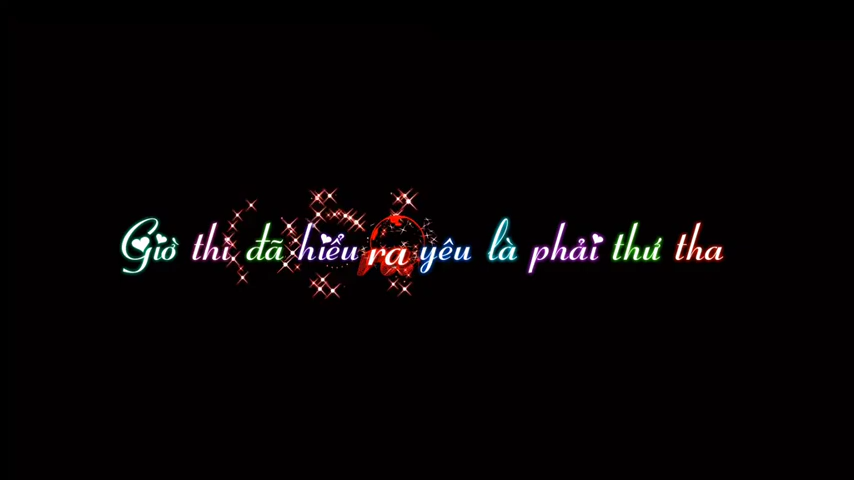 Giờ thì đã hiểu ra yêu là phải thứ tha